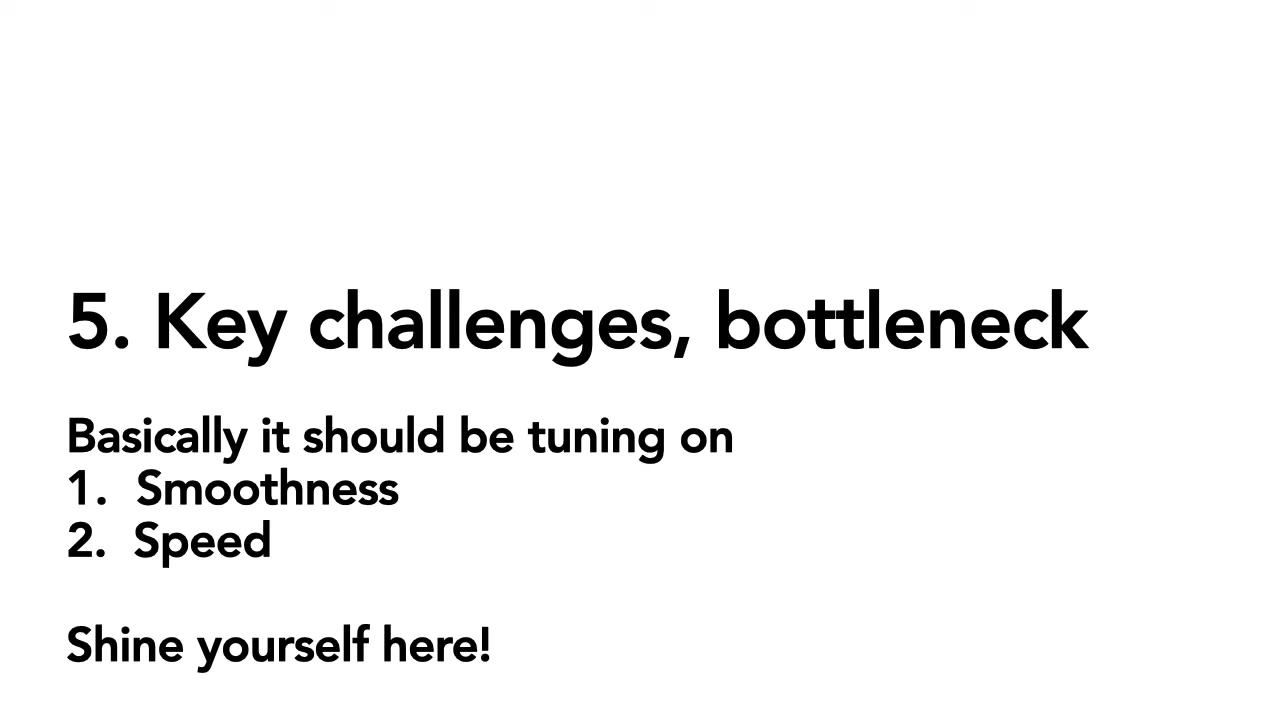 5. Key challenges, bottleneck
Basically it should be tuning on
1. Smoothness
2. Speed
Shine yourself here!